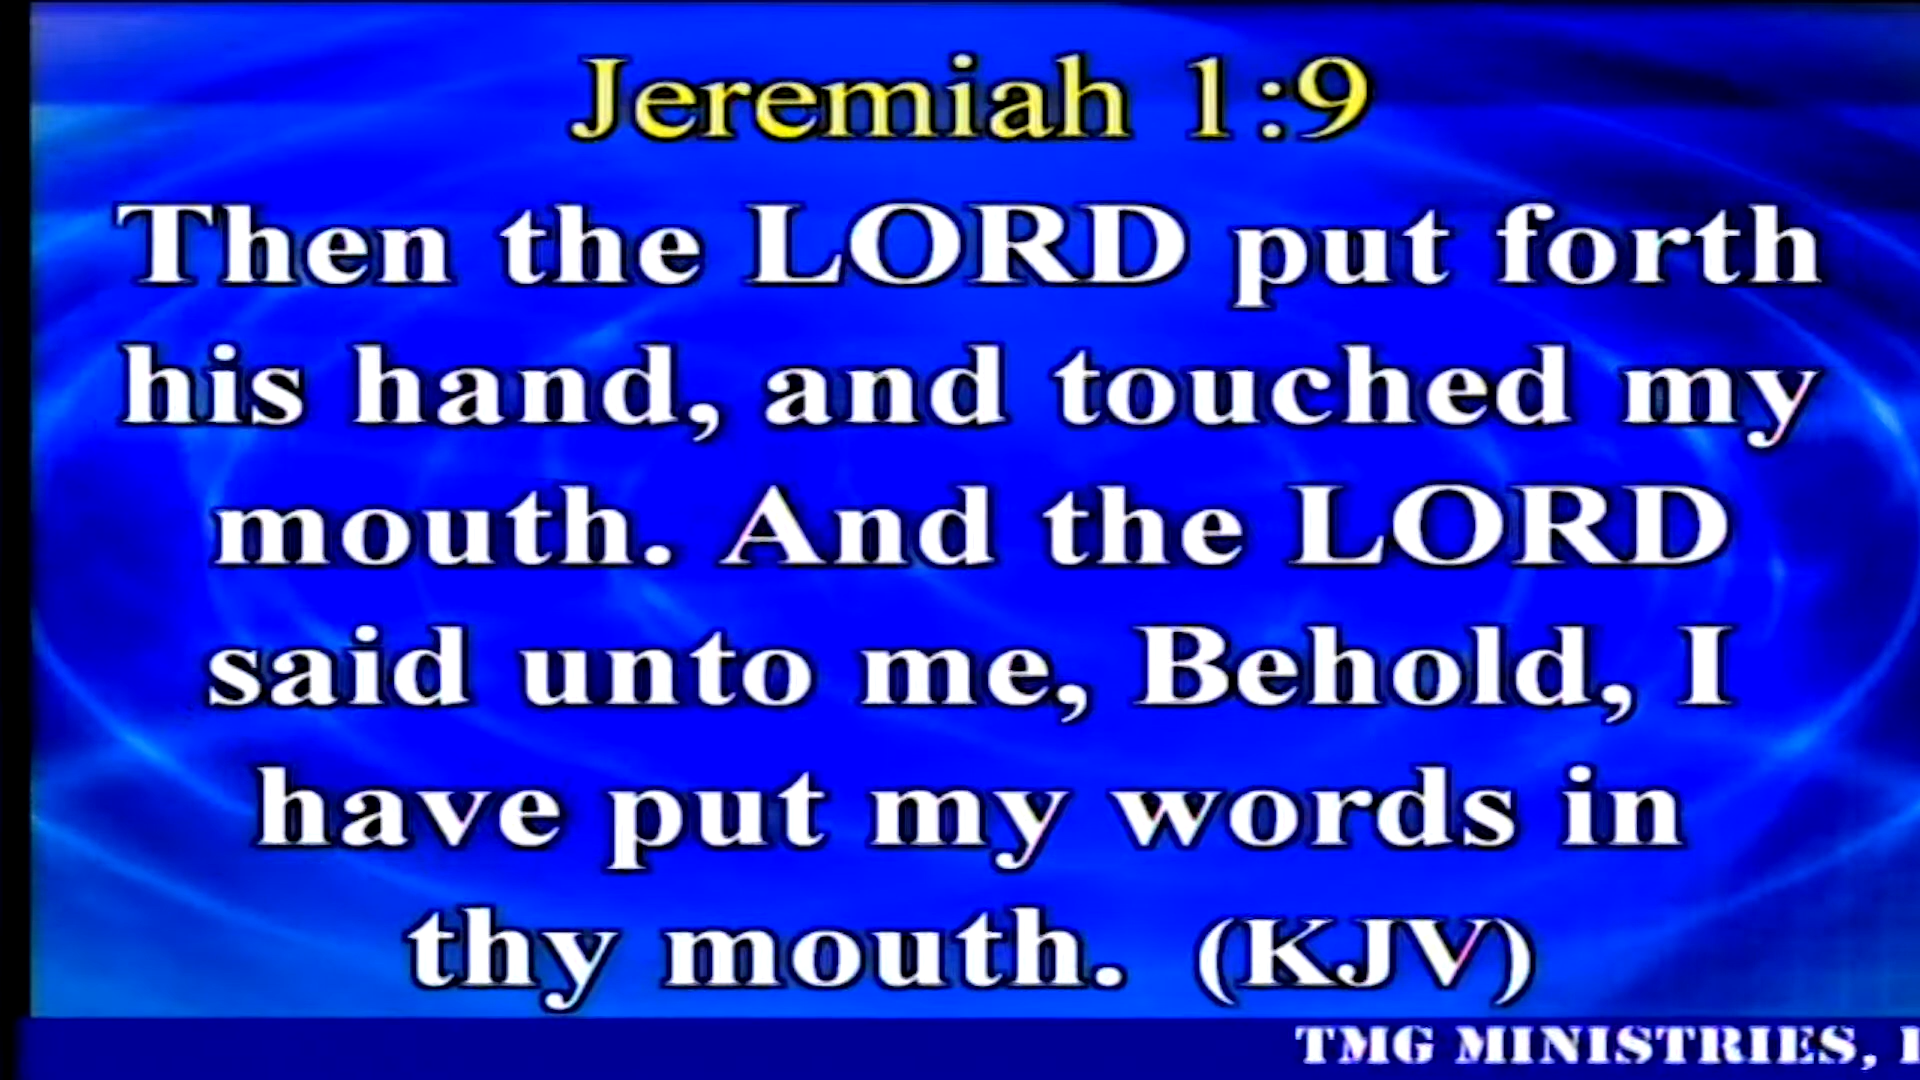 Jeremiah 1:9
Then the LORD put forth
his hand, and touched my
mouth. And the LORD
said unto me, Behold, I
have put my words in
thy mouth. (KJV)
TMG MINISTRIES,